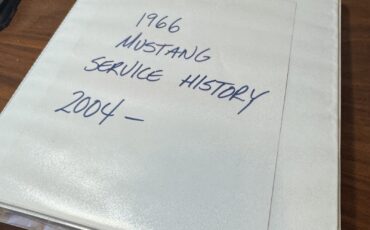 1966
MUSTANG
SERVICE HISTORY
2004 –